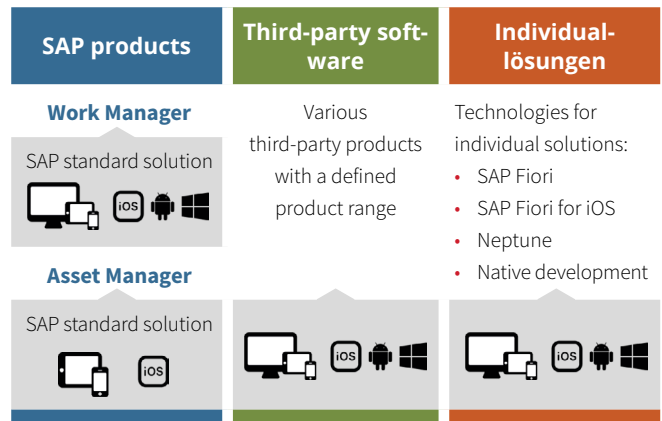 SAP products
Third-party soft-
ware
Individual-
lösungen
Work Manager
SAP standard solution
iOS
Asset Manager
SAP standard solution
iOS
Various
third-party products
with a defined
product range
iOS
Technologies for
individual solutions:
• SAP Fiori
• SAP Fiori for iOS
• Neptune
• Native development
iOS